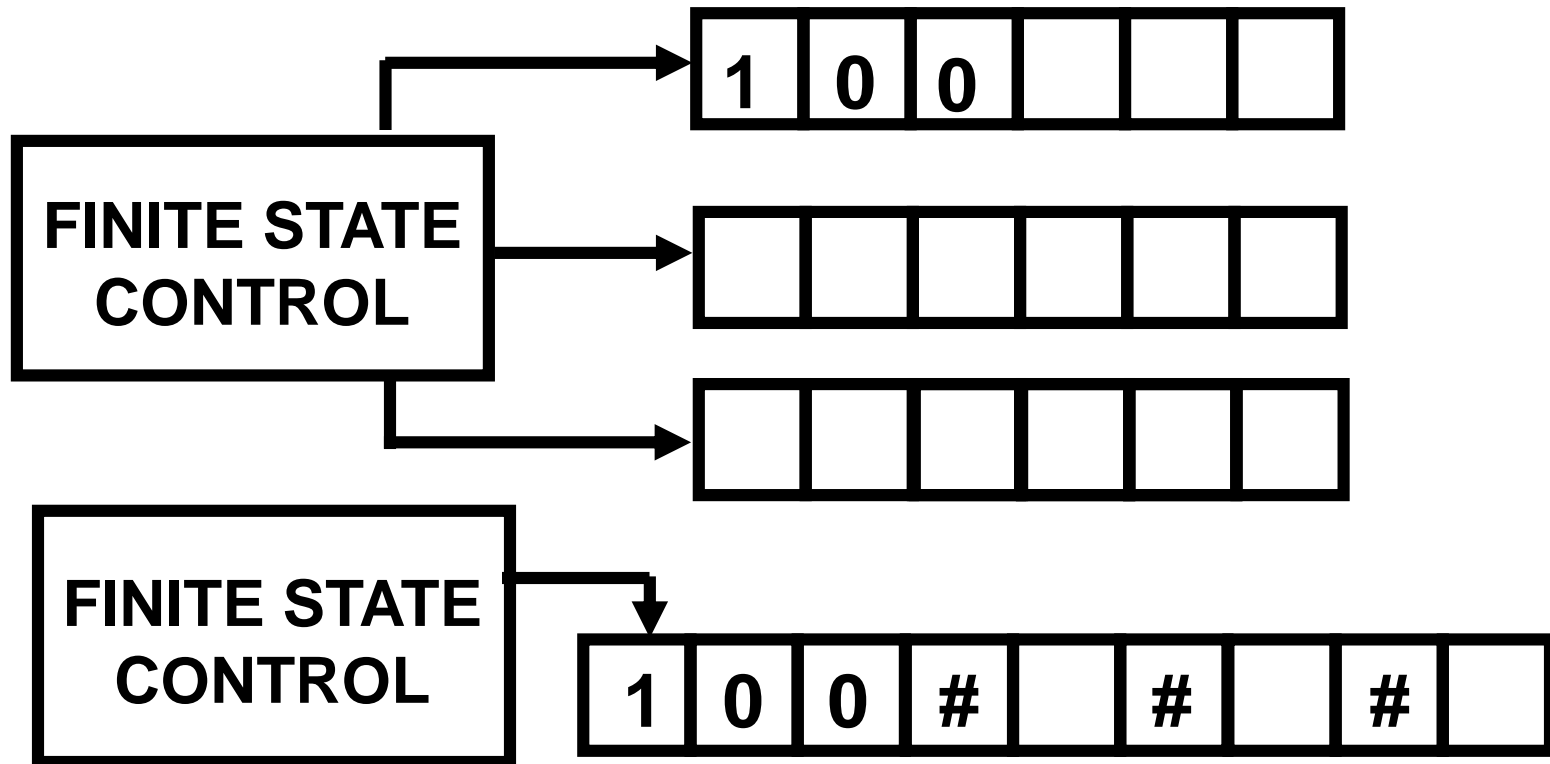 1 0 0
FINITE STATE
CONTROL
FINITE STATE
CONTROL
1 0 0 # # #